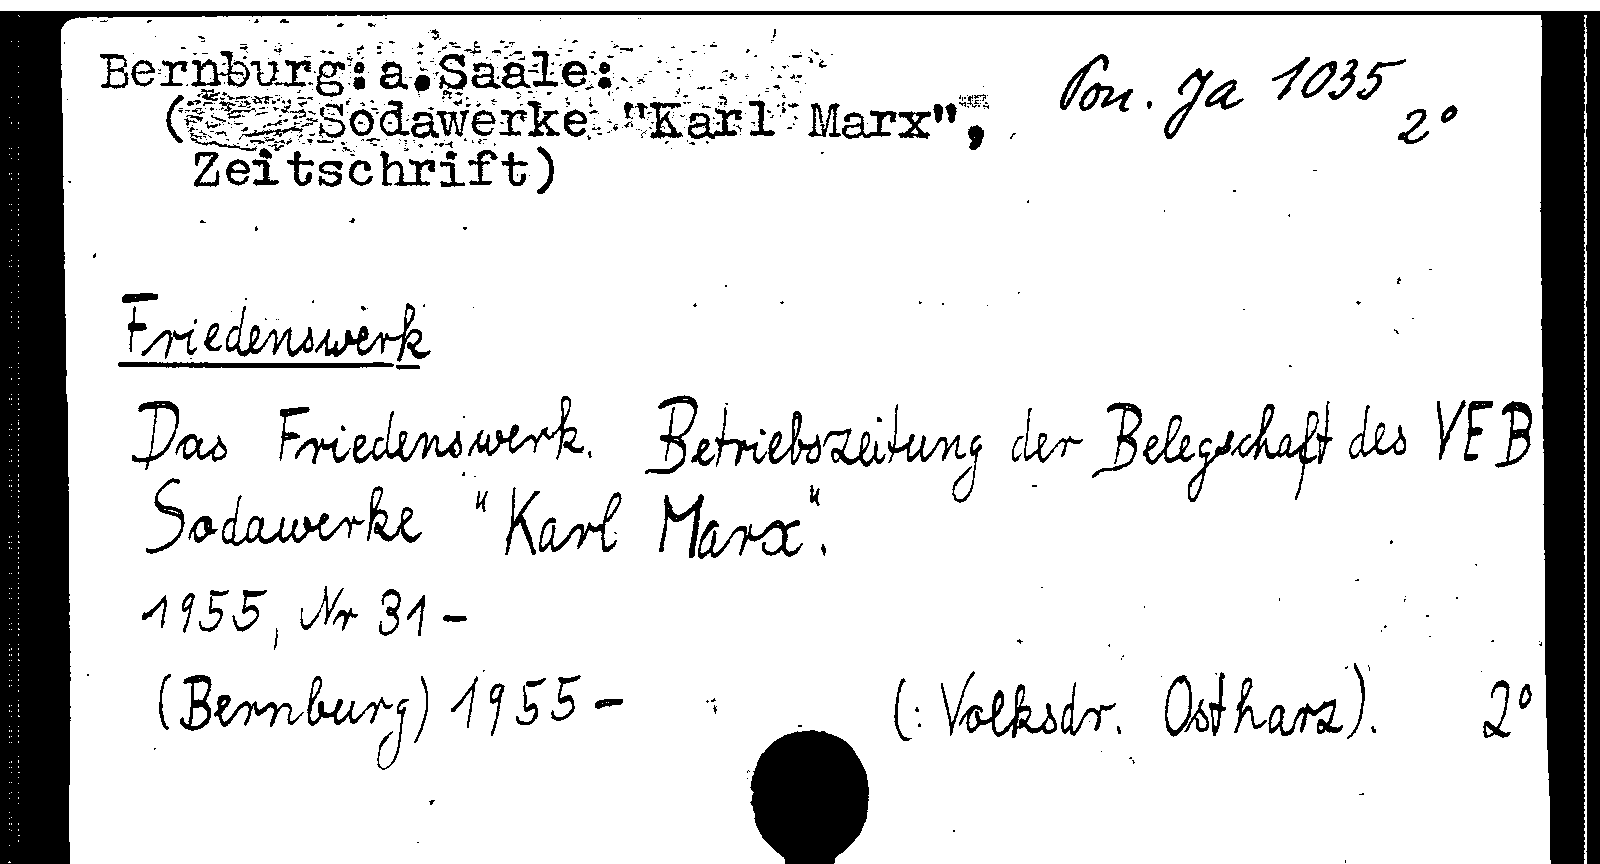 Bernburg:a.Saale: Pon. Ja 1035
( Sodawerke "Karl Marx", 2°
Zeitschrift)
Friedenswerk
Das Friedenswerk. Betriebszeitung der Belegschaft des VEB
Sodawerke "Karl Marx".
1955, Nr 31-
(Bernburg) 1955- (: Volksdr. Ostharz). 2°